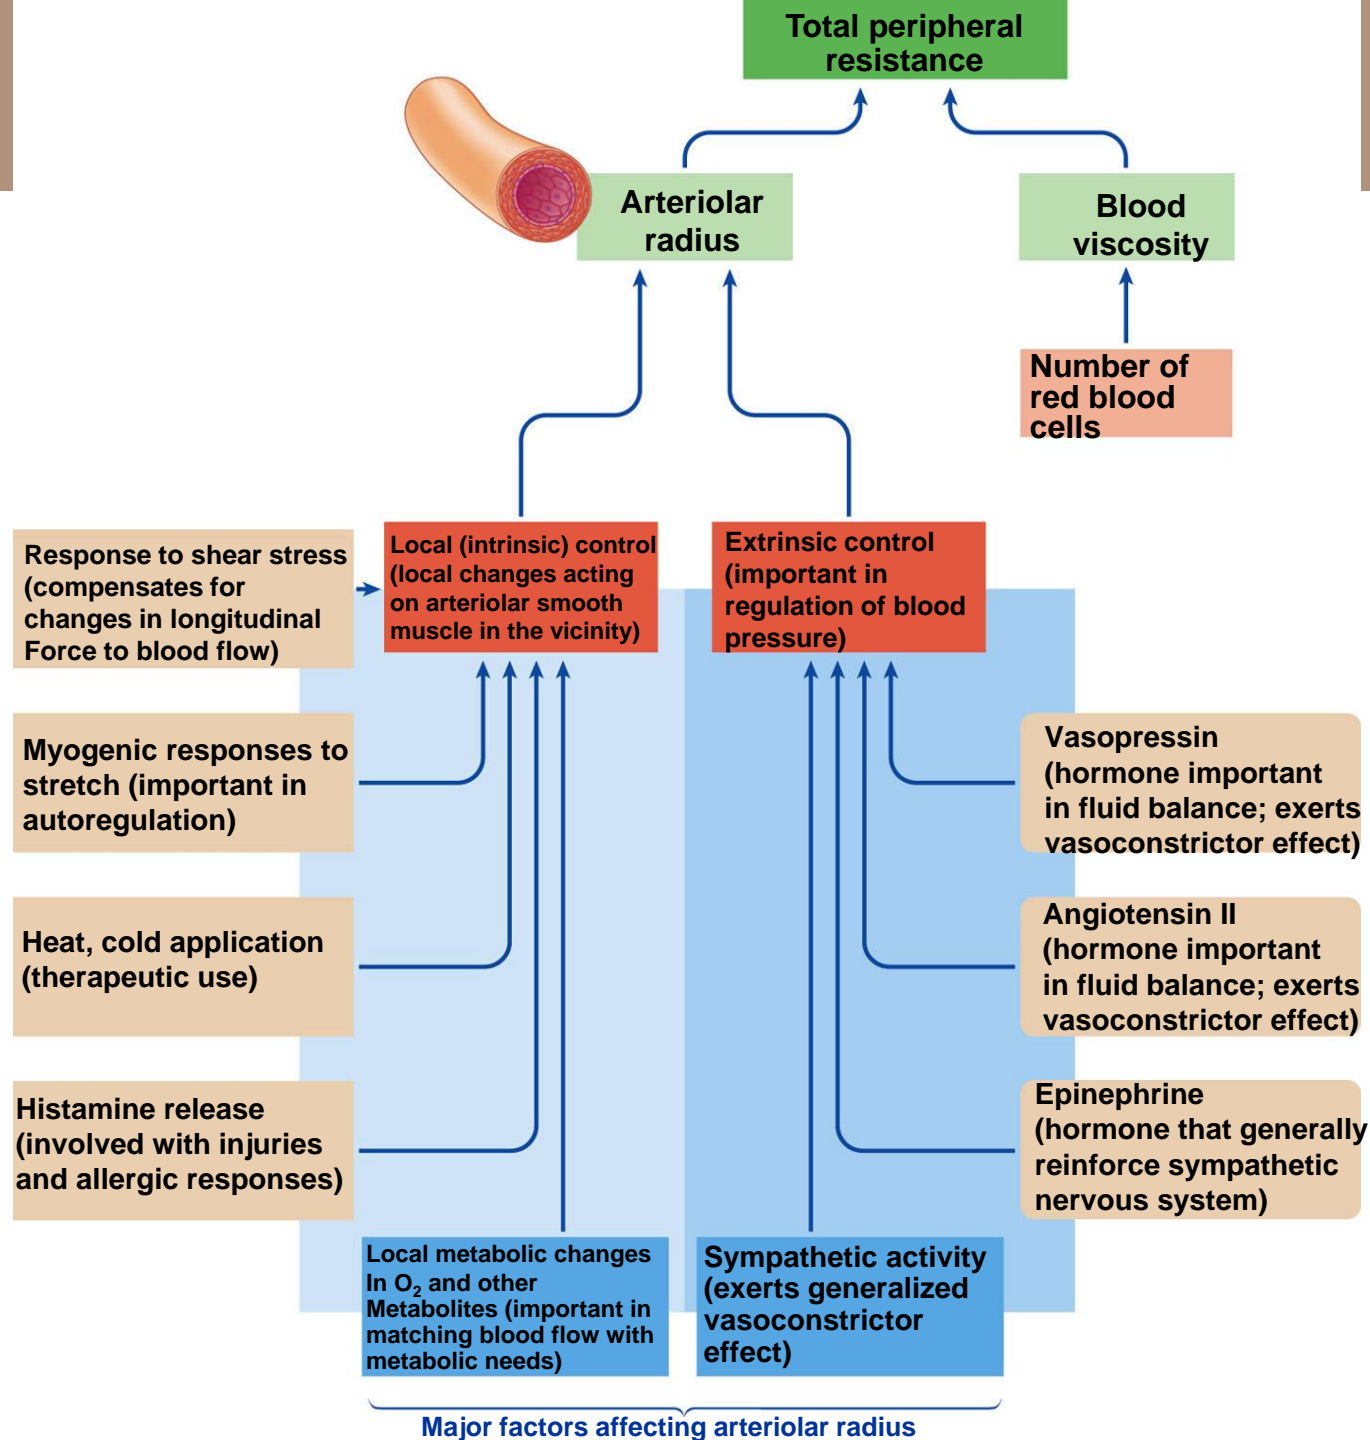 Total peripheral
resistance
Arteriolar
radius
Blood
viscosity
Number of
red blood
cells
Response to shear stress
(compensates for
changes in longitudinal
Force to blood flow)
Local (intrinsic) control
(local changes acting
on arteriolar smooth
muscle in the vicinity)
Extrinsic control
(important in
regulation of blood
pressure)
Myogenic responses to
stretch (important in
autoregulation)
Vasopressin
(hormone important
in fluid balance; exerts
vasoconstrictor effect)
Heat, cold application
(therapeutic use)
Angiotensin II
(hormone important
in fluid balance; exerts
vasoconstrictor effect)
Histamine release
(involved with injuries
and allergic responses)
Epinephrine
(hormone that generally
reinforce sympathetic
nervous system)
Local metabolic changes
In O₂ and other
Metabolites (important in
matching blood flow with
metabolic needs)
Sympathetic activity
(exerts generalized
vasoconstrictor
effect)
Major factors affecting arteriolar radius